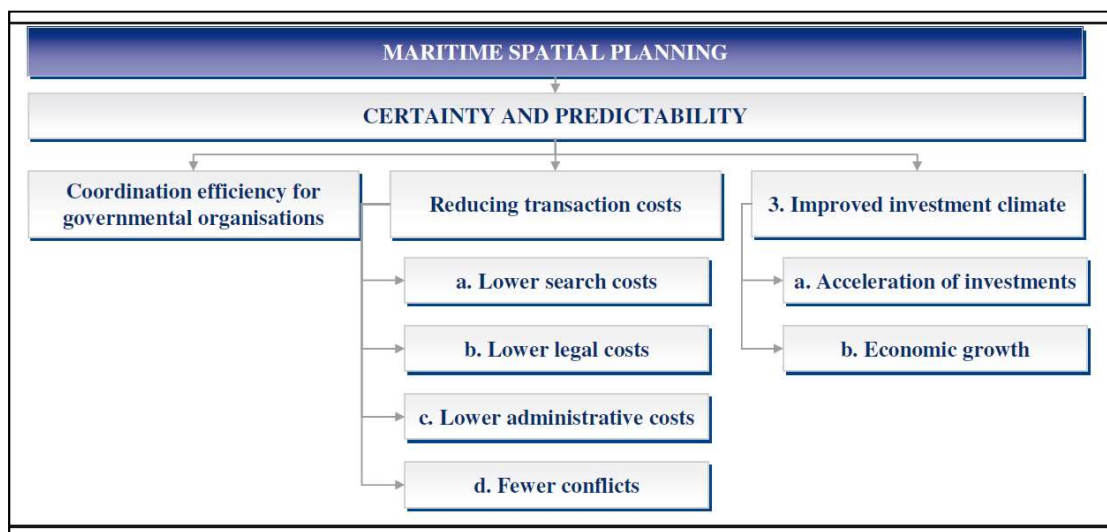 MARITIME SPATIAL PLANNING
CERTAINTY AND PREDICTABILITY
Coordination efficiency for
governmental organisations
Reducing transaction costs
a. Lower search costs
b. Lower legal costs
c. Lower administrative costs
d. Fewer conflicts
3. Improved investment climate
a. Acceleration of investments
b. Economic growth